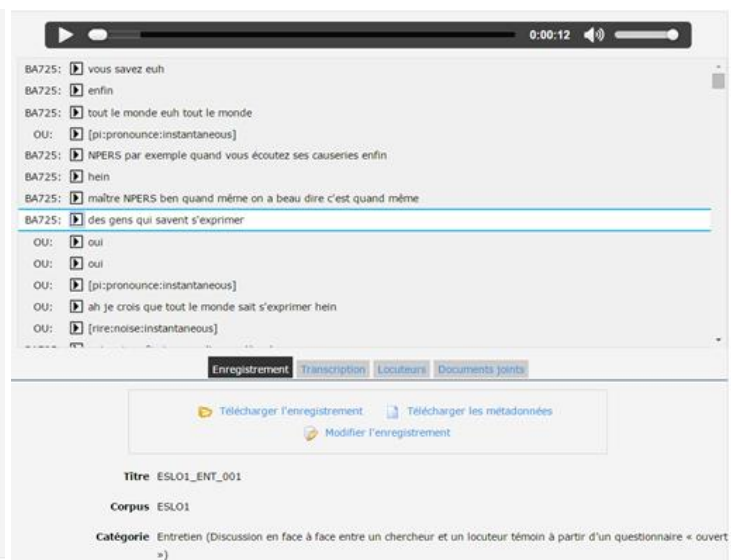 0:00:12
BA725: vous savez euh
BA725: enfin
BA725: tout le monde euh tout le monde
OU: [pi:pronounce:instantaneous]
BA725: NPERS par exemple quand vous écoutez ses causeries enfin
BA725: hein
BA725: maître NPERS ben quand même on a beau dire c'est quand même
BA725: des gens qui savent s'exprimer
OU: oui
OU: oui
OU: [pi:pronounce:instantaneous]
OU: ah je crois que tout le monde sait s'exprimer hein
OU: [rire:noise:instantaneous]
Enregistrement Transcription Locuteurs Documents joints
Télécharger l'enregistrement Télécharger les métadonnées
Modifier l'enregistrement
Titre ESLO1_ENT_001
Corpus ESLO1
Catégorie Entretien (Discussion en face à face entre un chercheur et un locuteur témoin à partir d'un questionnaire « ouvert
»)